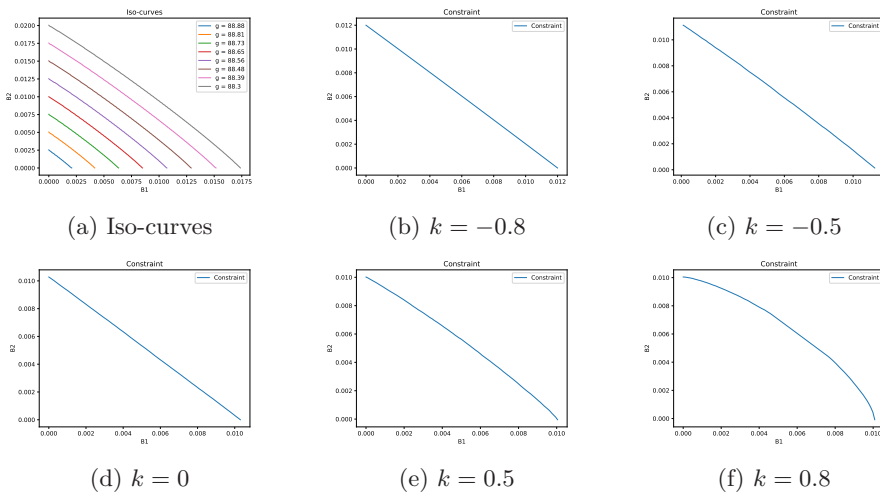 Iso-curves
0.0200
0.0175
0.0150
0.0125
0.0100
0.0075
0.0050
0.0025
0.0000
B2
0.0000 0.0025 0.0050 0.0075 0.0100 0.0125 0.0150 0.0175
B1
g = 88.88
g = 88.81
g = 88.73
g = 88.65
g = 88.56
g = 88.48
g = 88.39
g = 88.3
(a) Iso-curves
Constraint
Constraint
0.012
0.010
0.008
0.006
0.004
0.002
0.000
B2
0.000 0.002 0.004 0.006 0.008 0.010 0.012
B1
(b) k = −0.8
Constraint
Constraint
0.010
0.008
0.006
0.004
0.002
0.000
B2
0.000 0.002 0.004 0.006 0.008 0.010
B1
(c) k = −0.5
Constraint
Constraint
0.010
0.008
0.006
0.004
0.002
0.000
B2
0.000 0.002 0.004 0.006 0.008 0.010
B1
(d) k = 0
Constraint
Constraint
0.010
0.008
0.006
0.004
0.002
0.000
B2
0.000 0.002 0.004 0.006 0.008 0.010
B1
(e) k = 0.5
Constraint
Constraint
0.010
0.008
0.006
0.004
0.002
0.000
B2
0.000 0.002 0.004 0.006 0.008 0.010
B1
(f) k = 0.8